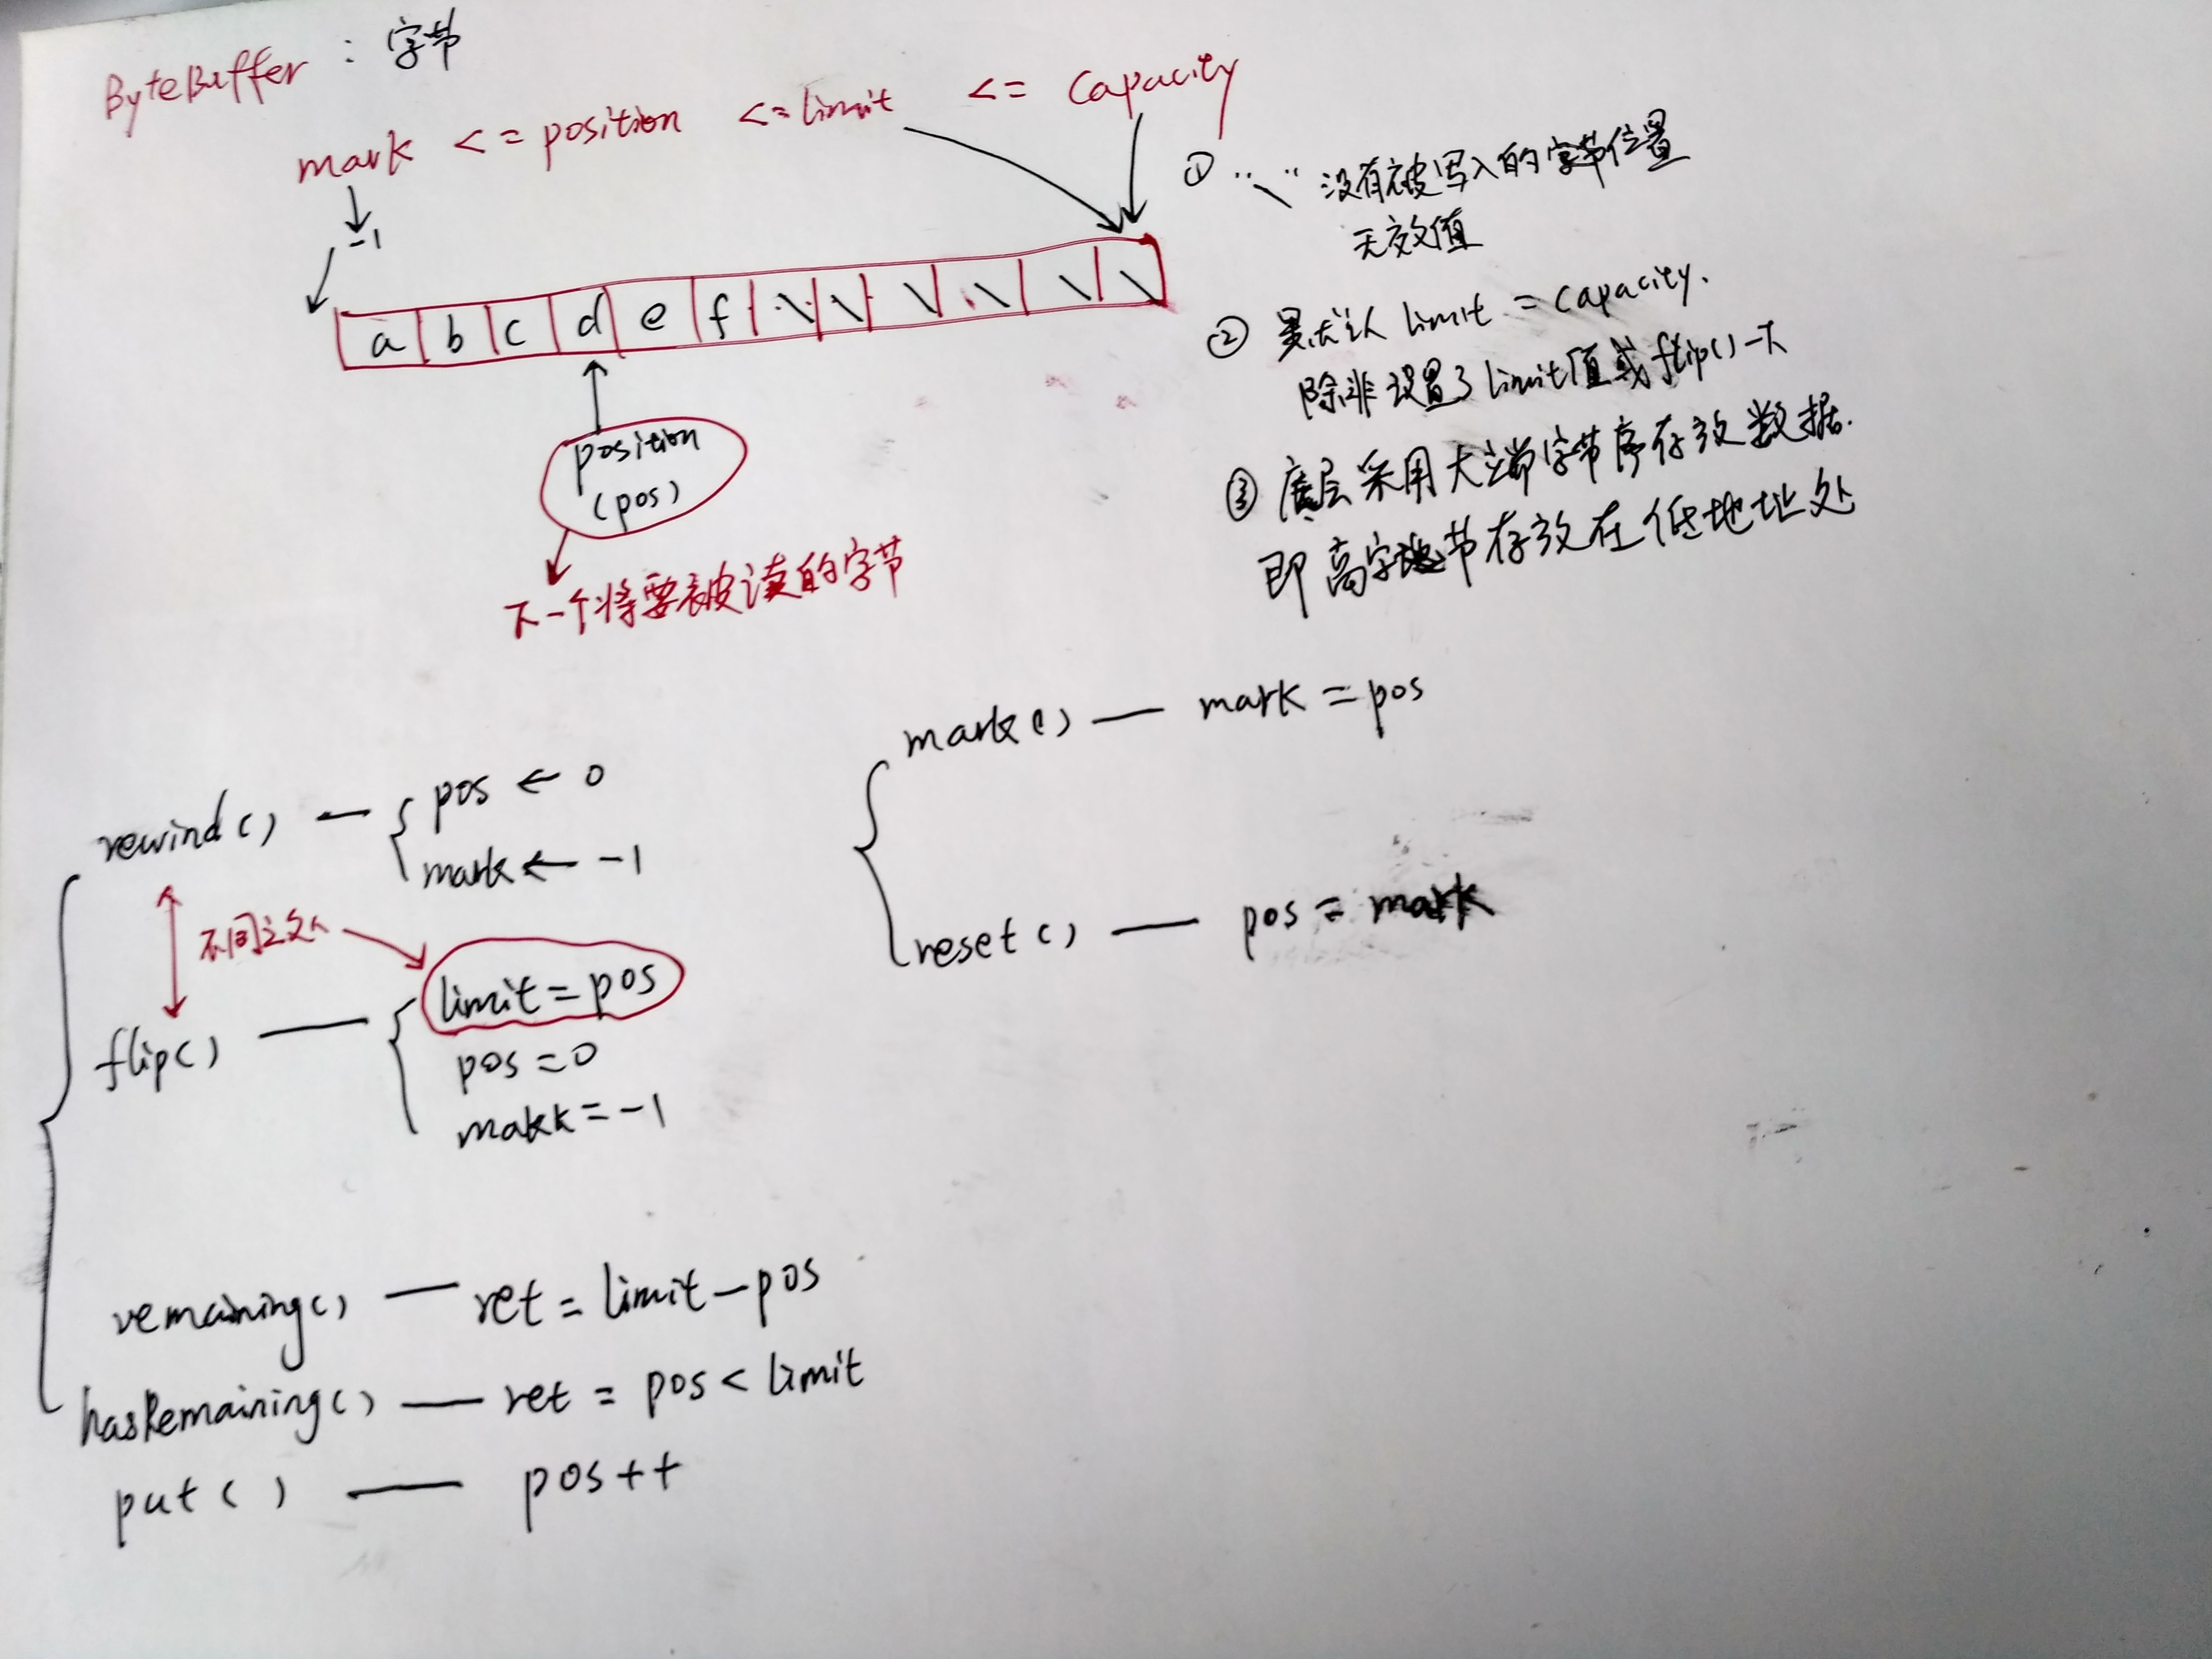 ByteBuffer : 字节
mark <= position <= limit <= Capacity
-1
a b c d e f \ \ \ \ \ \
position
(pos)
下一个将要被读的字节
① "\" 没有被写入的字节位置
无效值
② 默认 limit = capacity.
除非设置了limit值或flip()一下
③ 底层采用大端字节序存放数据.
即高字节存放在低地址处
rewind() — pos ← 0
mark ← -1
不同之处
flip() — limit = pos
pos = 0
mark = -1
remaining() — ret = limit - pos
hasRemaining() — ret = pos < limit
put() — pos++
mark() — mark = pos
reset() — pos = mark